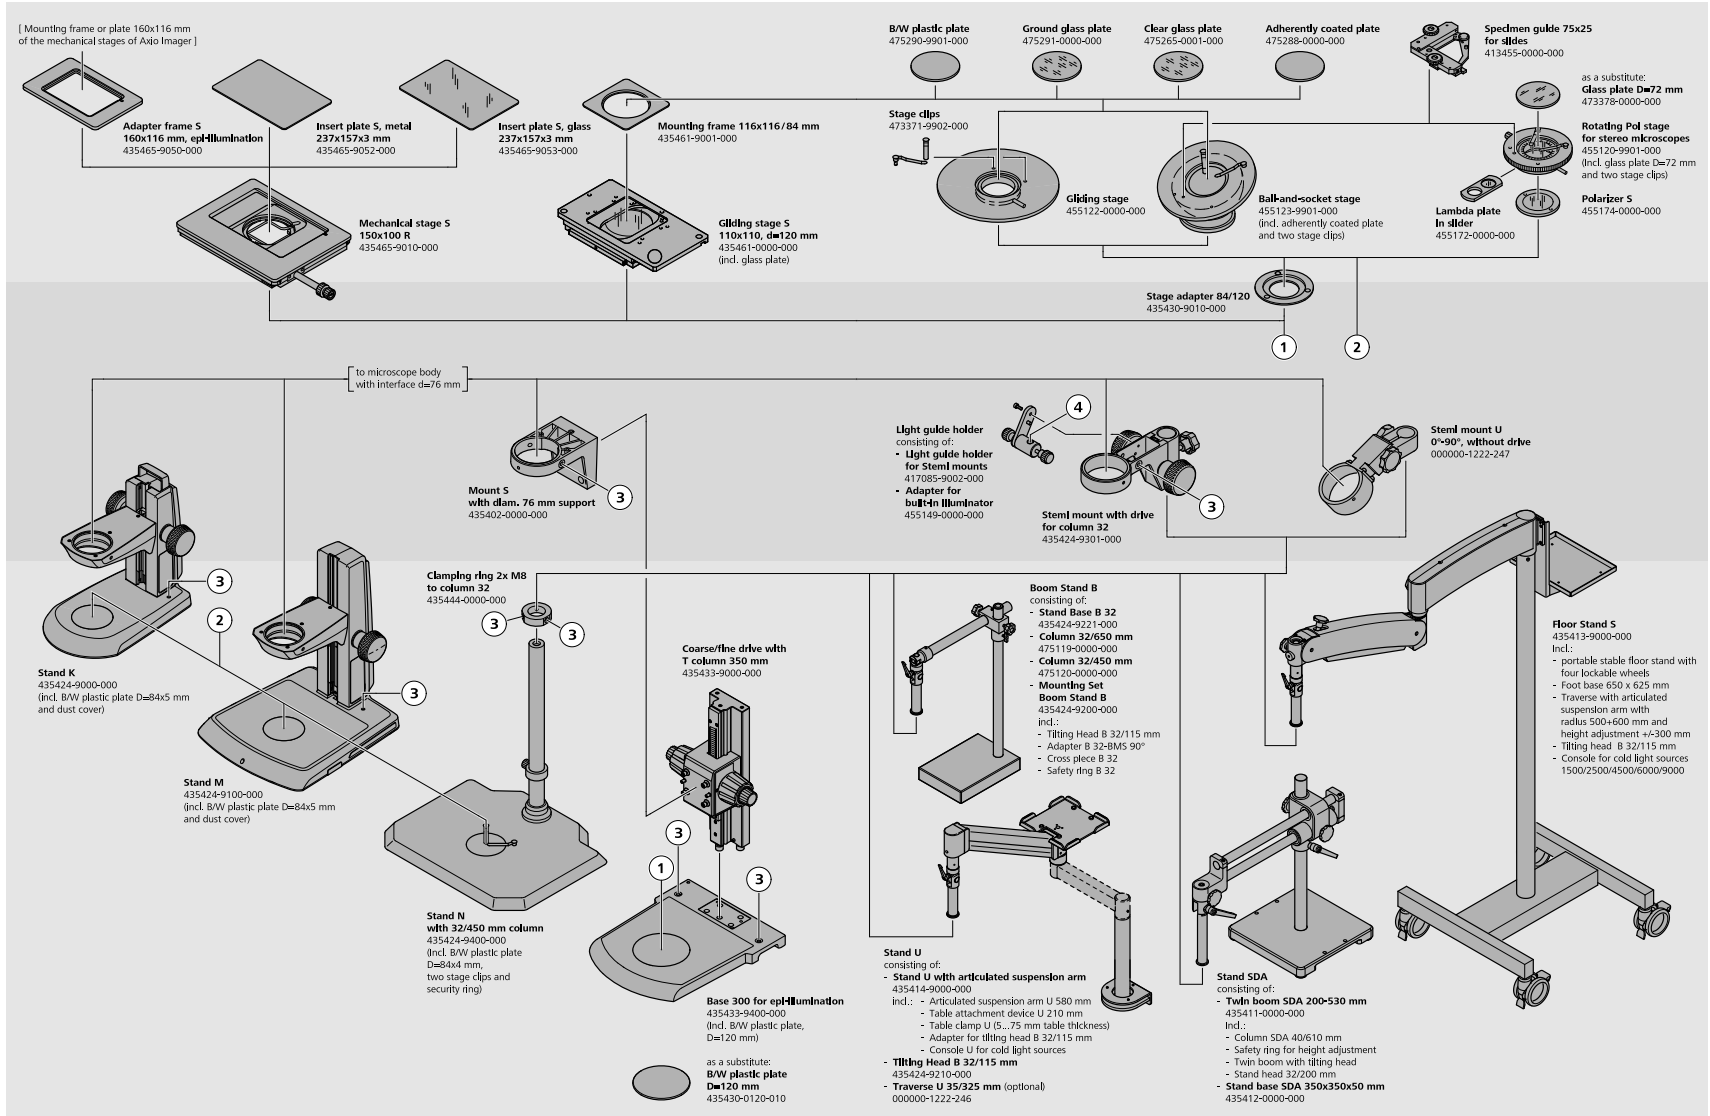 [ Mounting frame or plate 160x116 mm
of the mechanical stages of Axio Imager ]
Adapter frame S
160x116 mm, epi-illumination
435465-9050-000
Insert plate S, metal
237x157x3 mm
435465-9052-000
Insert plate S, glass
237x157x3 mm
435465-9053-000
Mounting frame 116x116/84 mm
435461-9001-000
B/W plastic plate
475290-9901-000
Ground glass plate
475291-0000-000
Clear glass plate
475265-0001-000
Adherently coated plate
475288-0000-000
Specimen guide 75x25
for slides
413455-0000-000
as a substitute:
Glass plate D=72 mm
473378-0000-000
Stage clips
473371-9902-000
Rotating Pol stage
for stereo microscopes
455120-9901-000
(incl. glass plate D=72 mm
and two stage clips)
Mechanical stage S
150x100 R
435465-9010-000
Gliding stage S
110x110, d=120 mm
435461-0000-000
(incl. glass plate)
Gliding stage
455122-0000-000
Ball-and-socket stage
455123-9901-000
(incl. adherently coated plate
and two stage clips)
Lambda plate
in slider
455172-0000-000
Polarizer S
455174-0000-000
Stage adapter 84/120
435430-9010-000
1
2
to microscope body
with interface d=76 mm
Mount S
with diam. 76 mm support
435402-0000-000
3
Light guide holder
consisting of:
- Light guide holder
for Stemi mounts
417085-9002-000
- Adapter for
built-in illuminator
455149-0000-000
4
3
Stemi mount with drive
for column 32
435424-9301-000
Stemi mount U
0°-90°, without drive
000000-1222-247
3
2
Stand K
435424-9000-000
(incl. B/W plastic plate D=84x5 mm
and dust cover)
3
Stand M
435424-9100-000
(incl. B/W plastic plate D=84x5 mm
and dust cover)
Clamping ring 2x M8
to column 32
435444-0000-000
3
3
Stand N
with 32/450 mm column
435424-9400-000
(Incl. B/W plastic plate
D=84x4 mm,
two stage clips and
security ring)
Coarse/fine drive with
T column 350 mm
435433-9000-000
3
1
3
Base 300 for epi-illumination
435433-9400-000
(Incl. B/W plastic plate,
D=120 mm)
as a substitute:
B/W plastic plate
D=120 mm
435430-0120-010
Boom Stand B
consisting of:
- Stand Base B 32
435424-9221-000
- Column 32/650 mm
475119-0000-000
- Column 32/450 mm
475120-0000-000
- Mounting Set
Boom Stand B
435424-9200-000
incl.:
- Tilting Head B 32/115 mm
- Adapter B 32-BMS 90°
- Cross piece B 32
- Safety ring B 32
Stand U
consisting of:
- Stand U with articulated suspension arm
435414-9000-000
incl.: - Articulated suspension arm U 580 mm
- Table attachment device U 210 mm
- Table clamp U (5...75 mm table thickness)
- Adapter for tilting head B 32/115 mm
- Console U for cold light sources
- Tilting Head B 32/115 mm
435424-9210-000
- Traverse U 35/325 mm (optional)
000000-1222-246
Stand SDA
consisting of:
- Twin boom SDA 200-530 mm
435411-0000-000
Incl.:
- Column SDA 40/610 mm
- Safety ring for height adjustment
- Twin boom with tilting head
- Stand head 32/200 mm
- Stand base SDA 350x350x50 mm
435412-0000-000
Floor Stand S
435413-9000-000
Incl.:
- portable stable floor stand with
four lockable wheels
- Foot base 650 x 625 mm
- Traverse with articulated
suspension arm with
radius 500+600 mm and
height adjustment +/-300 mm
- Tilting head B 32/115 mm
- Console for cold light sources
1500/2500/4500/6000/9000